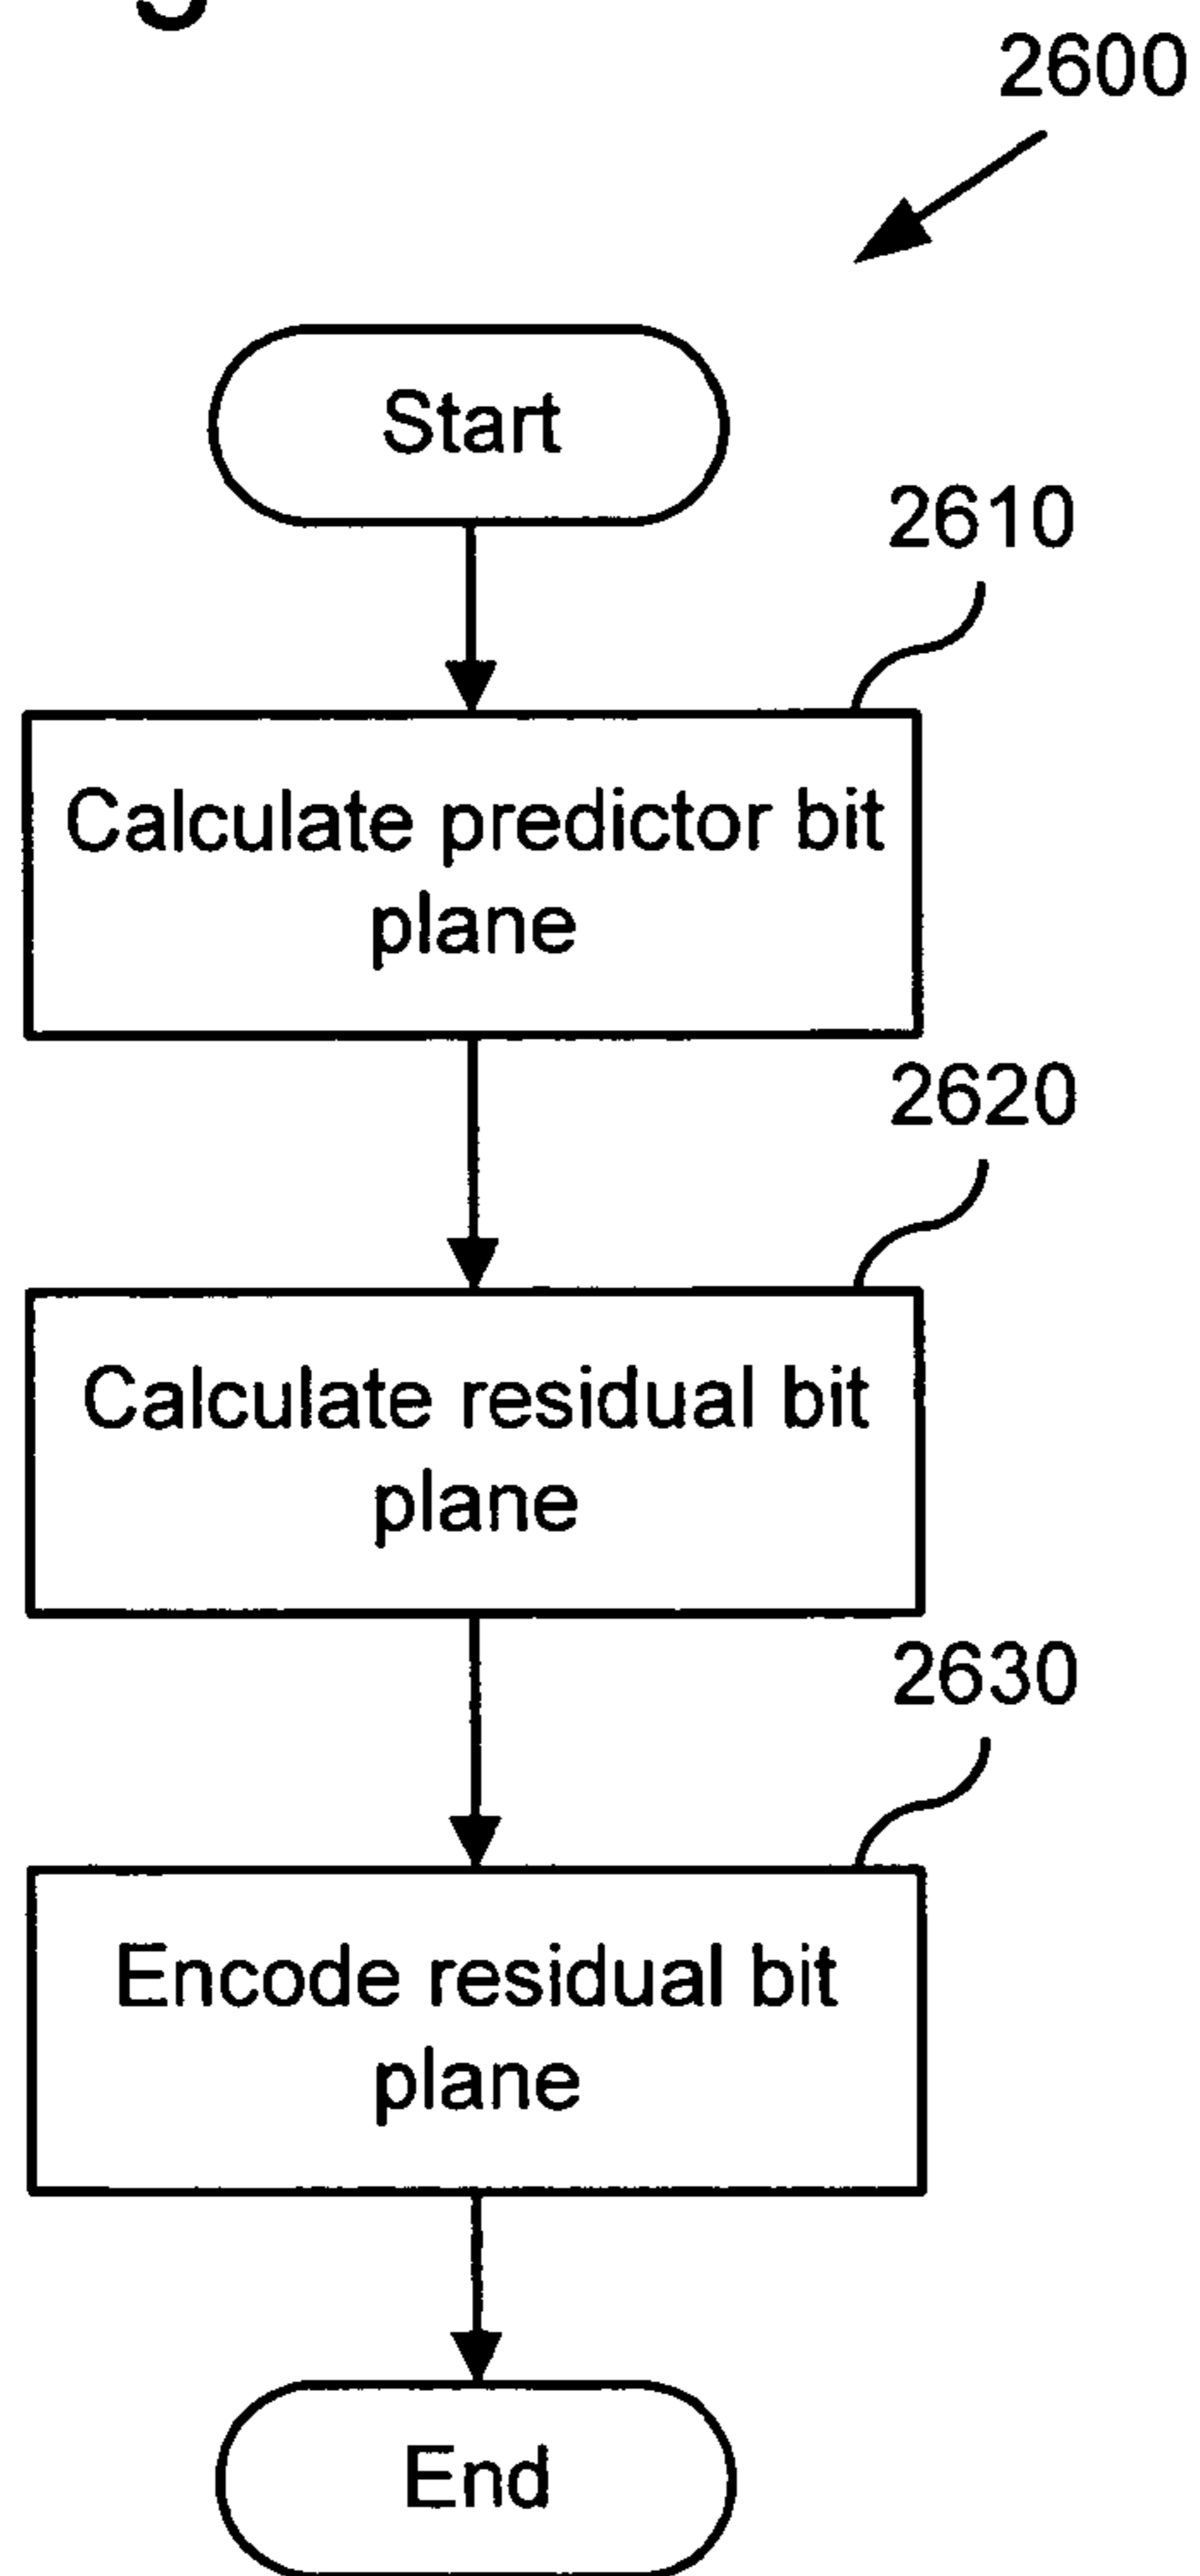 2600
Start
2610
Calculate predictor bit
plane
2620
Calculate residual bit
plane
2630
Encode residual bit
plane
End